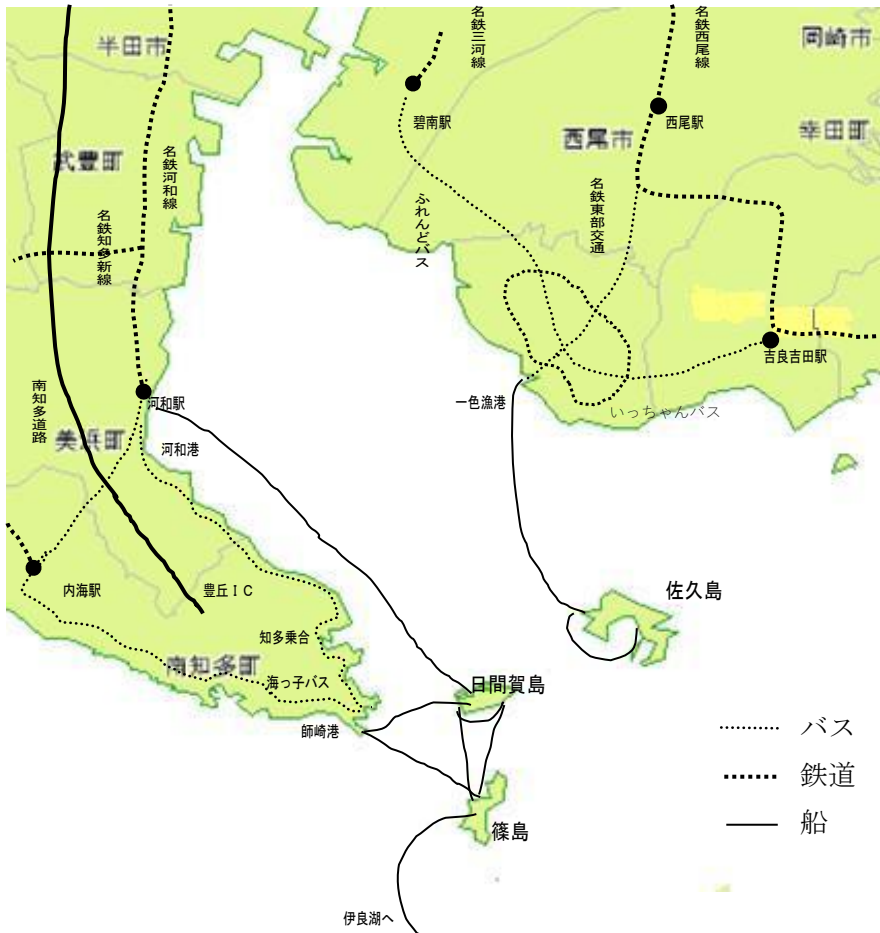 名鉄三河線
名鉄西尾線
半田市
岡崎市
碧南駅
西尾駅
西尾市
幸田町
武豊町
名鉄河和線
名鉄知多新線
ふれんどバス
名鉄東部交通
吉良吉田駅
南知多道路
河和駅
一色漁港
いっちゃんバス
美浜町
河和港
内海駅
豊丘ＩＣ
佐久島
知多乗合
南知多町
海っ子バス
日間賀島
師崎港
バス
鉄道
船
篠島
伊良湖へ